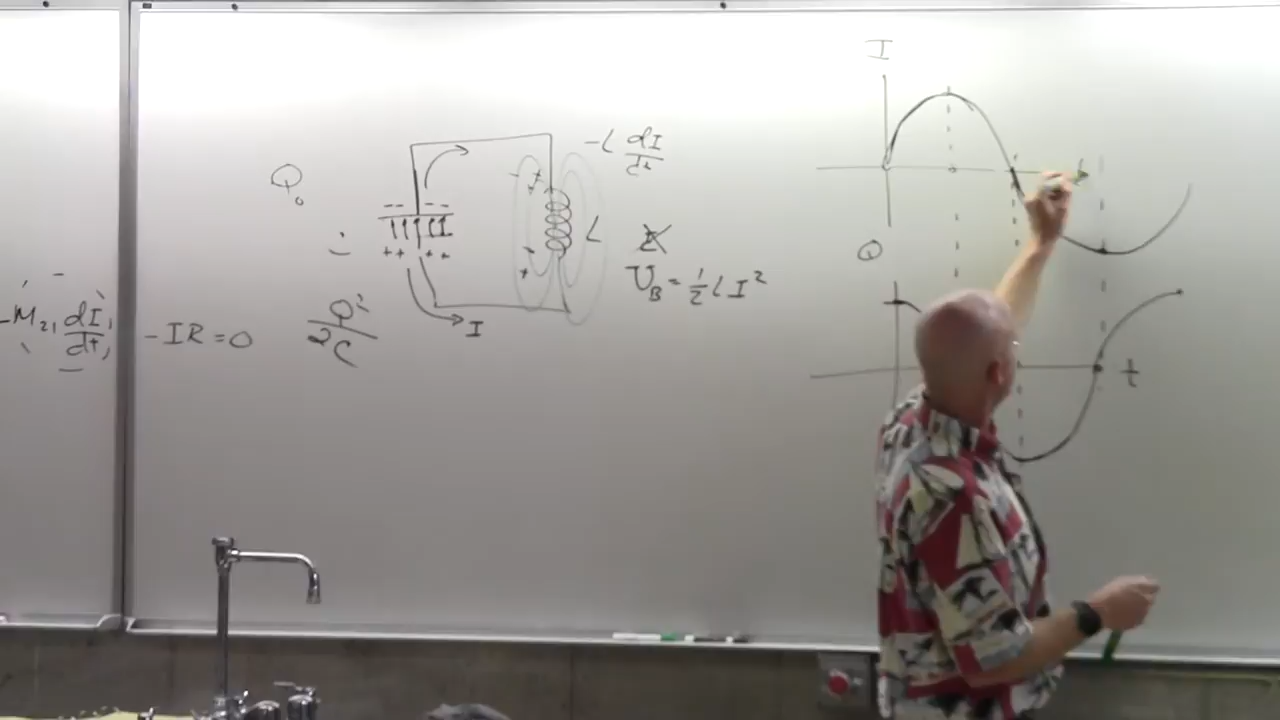 -M₂₁ dI₁/dt - IR = 0
Q₀
Q²/2C
-- --
++ ++
I
- +
- +
-L dI/dt
L
U_B = ½ L I²
I
t
Q
t